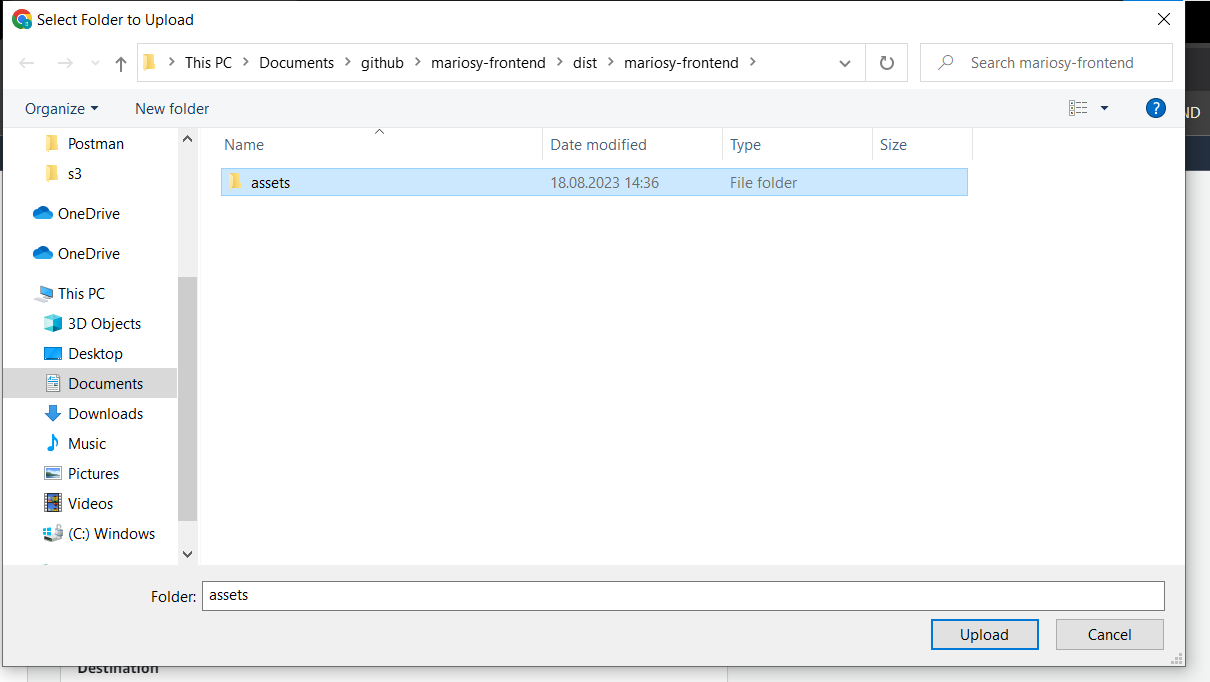 Select Folder to Upload
This PC > Documents > github > mariosy-frontend > dist > mariosy-frontend >
Search mariosy-frontend
Organize
New folder
?
ND
Postman
s3
OneDrive
OneDrive
This PC
3D Objects
Desktop
Documents
Downloads
Music
Pictures
Videos
(C:) Windows
Name Date modified Type Size
assets 18.08.2023 14:36 File folder
Folder: assets
Upload Cancel
Destination